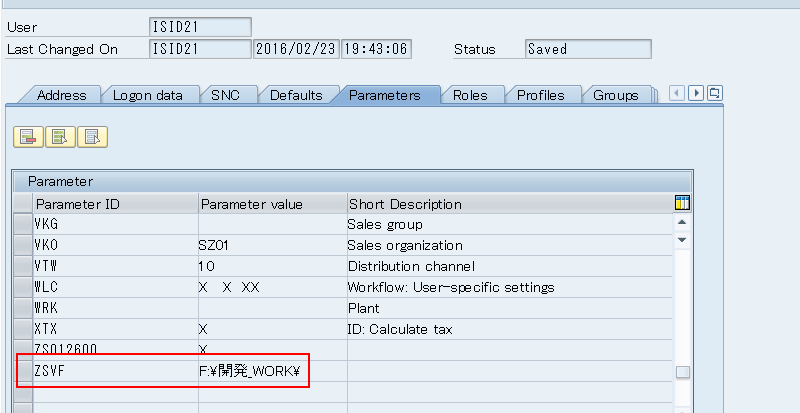 User ISID21
Last Changed On ISID21 2016/02/23 19:43:06 Status Saved
Address Logon data SNC Defaults Parameters Roles Profiles Groups
Parameter
Parameter ID Parameter value Short Description
VKG Sales group
VKO SZ01 Sales organization
VTW 10 Distribution channel
WLC X X XX Workflow: User-specific settings
WRK Plant
XTX X ID: Calculate tax
ZS012600 X
ZSVF F:¥開発_WORK¥